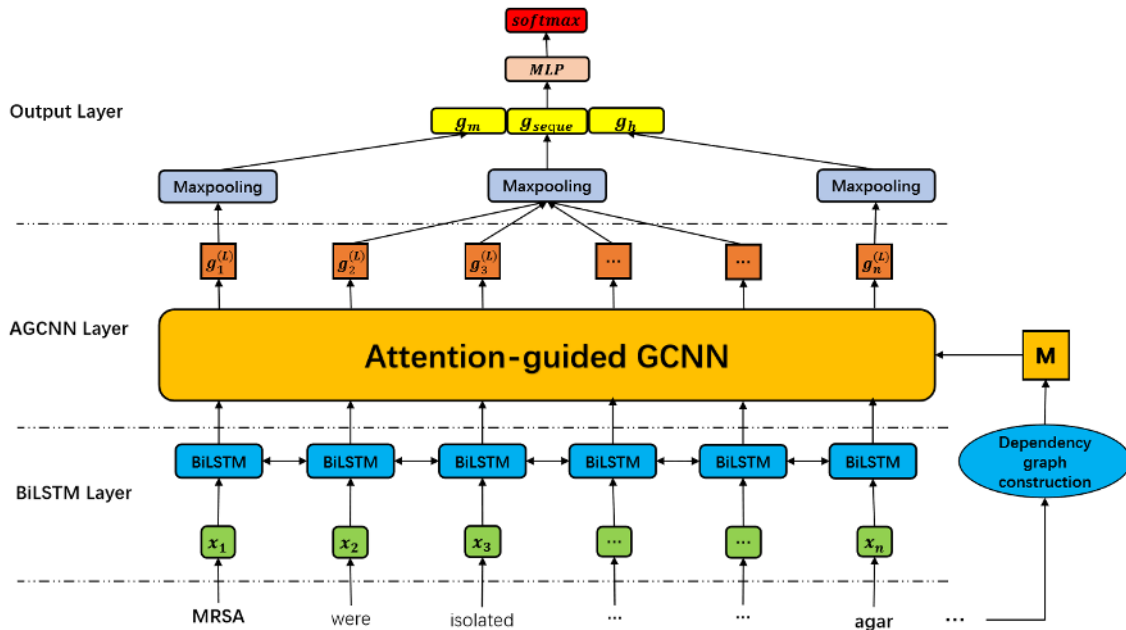 softmax
MLP
Output Layer
g_m g_seque g_h
Maxpooling Maxpooling Maxpooling
g_1^(L) g_2^(L) g_3^(L) ... ... g_n^(L)
AGCNN Layer
Attention-guided GCNN
M
BiLSTM BiLSTM BiLSTM BiLSTM BiLSTM BiLSTM
Dependency
graph
construction
BiLSTM Layer
x_1 x_2 x_3 ... ... x_n
MRSA were isolated ... ... agar ...